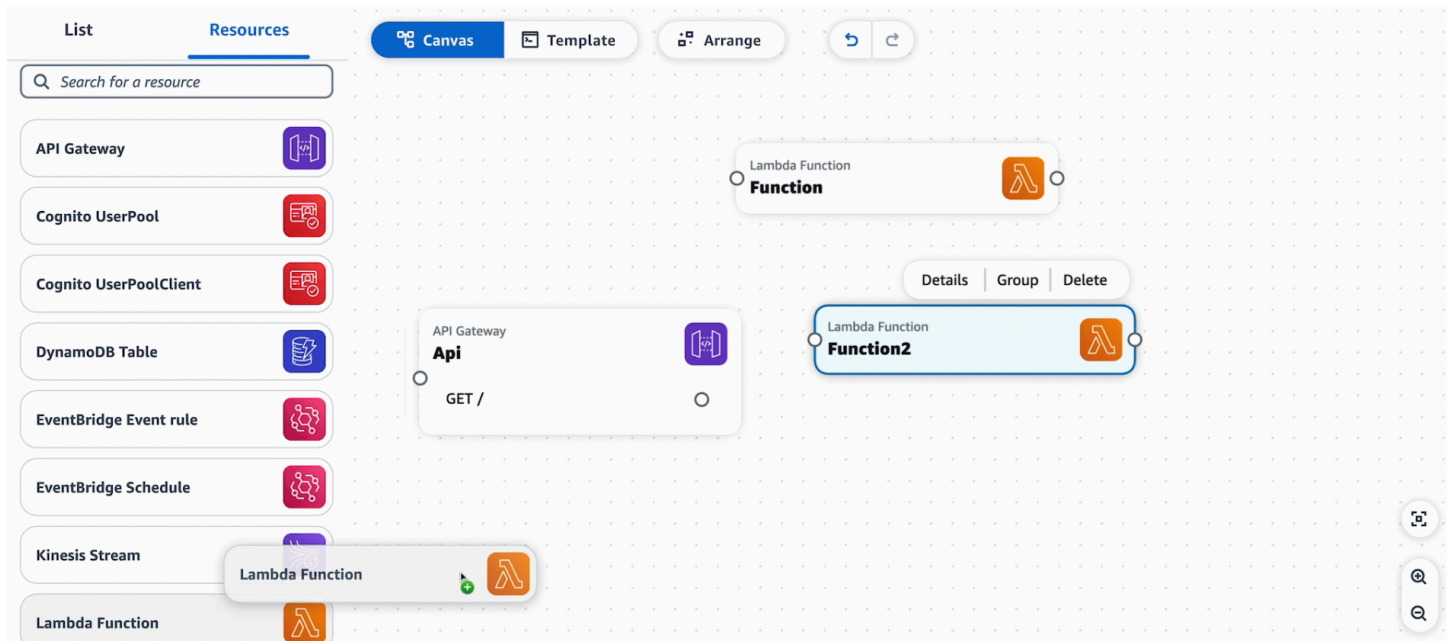 List
Resources
Search for a resource
API Gateway
Cognito UserPool
Cognito UserPoolClient
DynamoDB Table
EventBridge Event rule
EventBridge Schedule
Kinesis Stream
Lambda Function
Lambda Function
Canvas
Template
Arrange
Lambda Function
Function
Details
Group
Delete
Lambda Function
Function2
API Gateway
Api
GET /